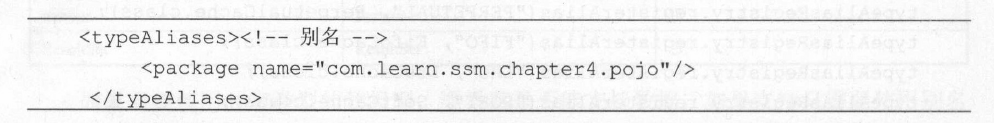 <typeAliases><!-- 别名 -->
<package name="com.learn.ssm.chapter4.pojo"/>
</typeAliases>